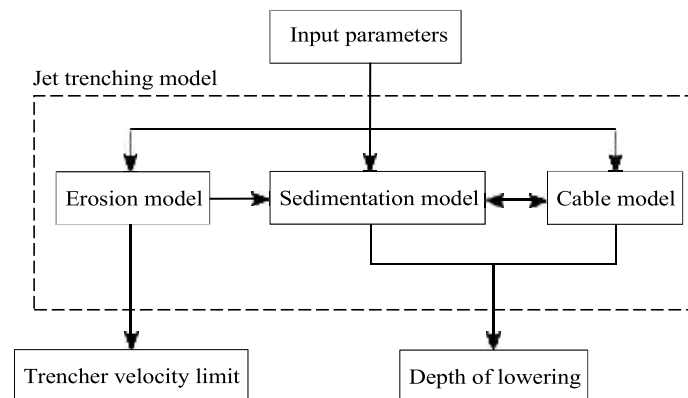 Input parameters
Jet trenching model
Erosion model
Sedimentation model
Cable model
Trencher velocity limit
Depth of lowering